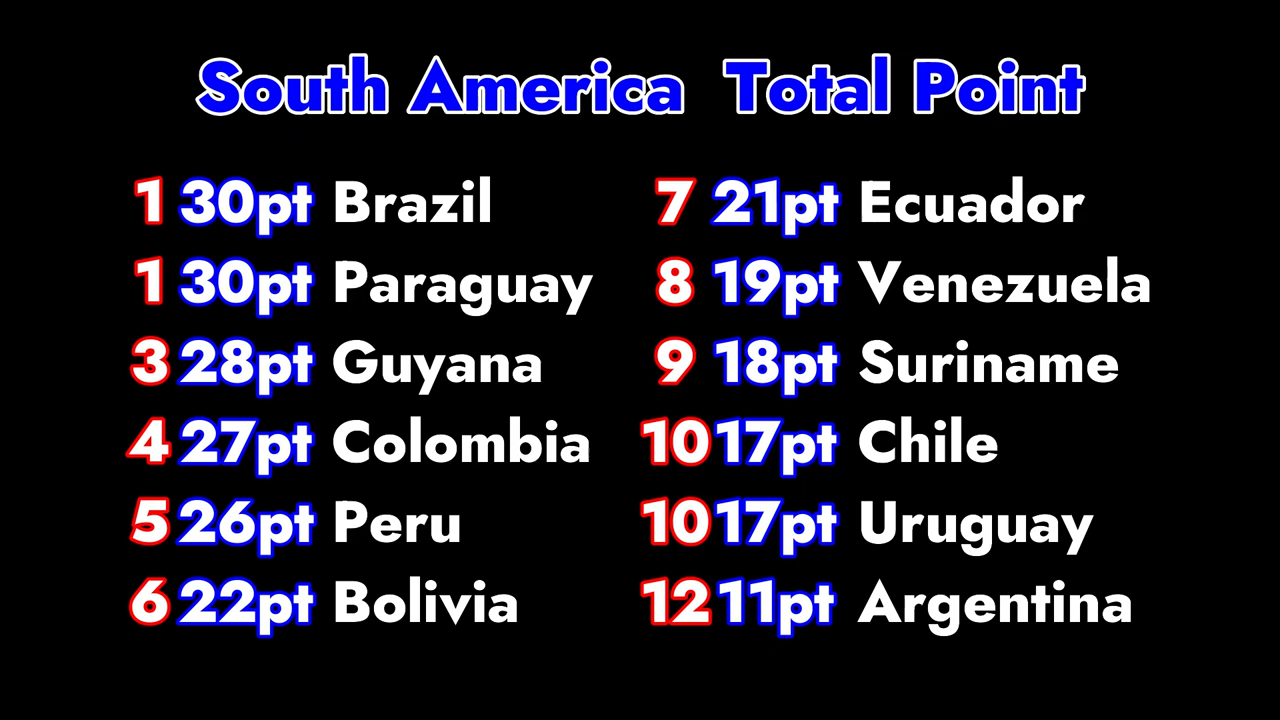 South America Total Point
1 30pt Brazil
1 30pt Paraguay
3 28pt Guyana
4 27pt Colombia
5 26pt Peru
6 22pt Bolivia
7 21pt Ecuador
8 19pt Venezuela
9 18pt Suriname
10 17pt Chile
10 17pt Uruguay
12 11pt Argentina